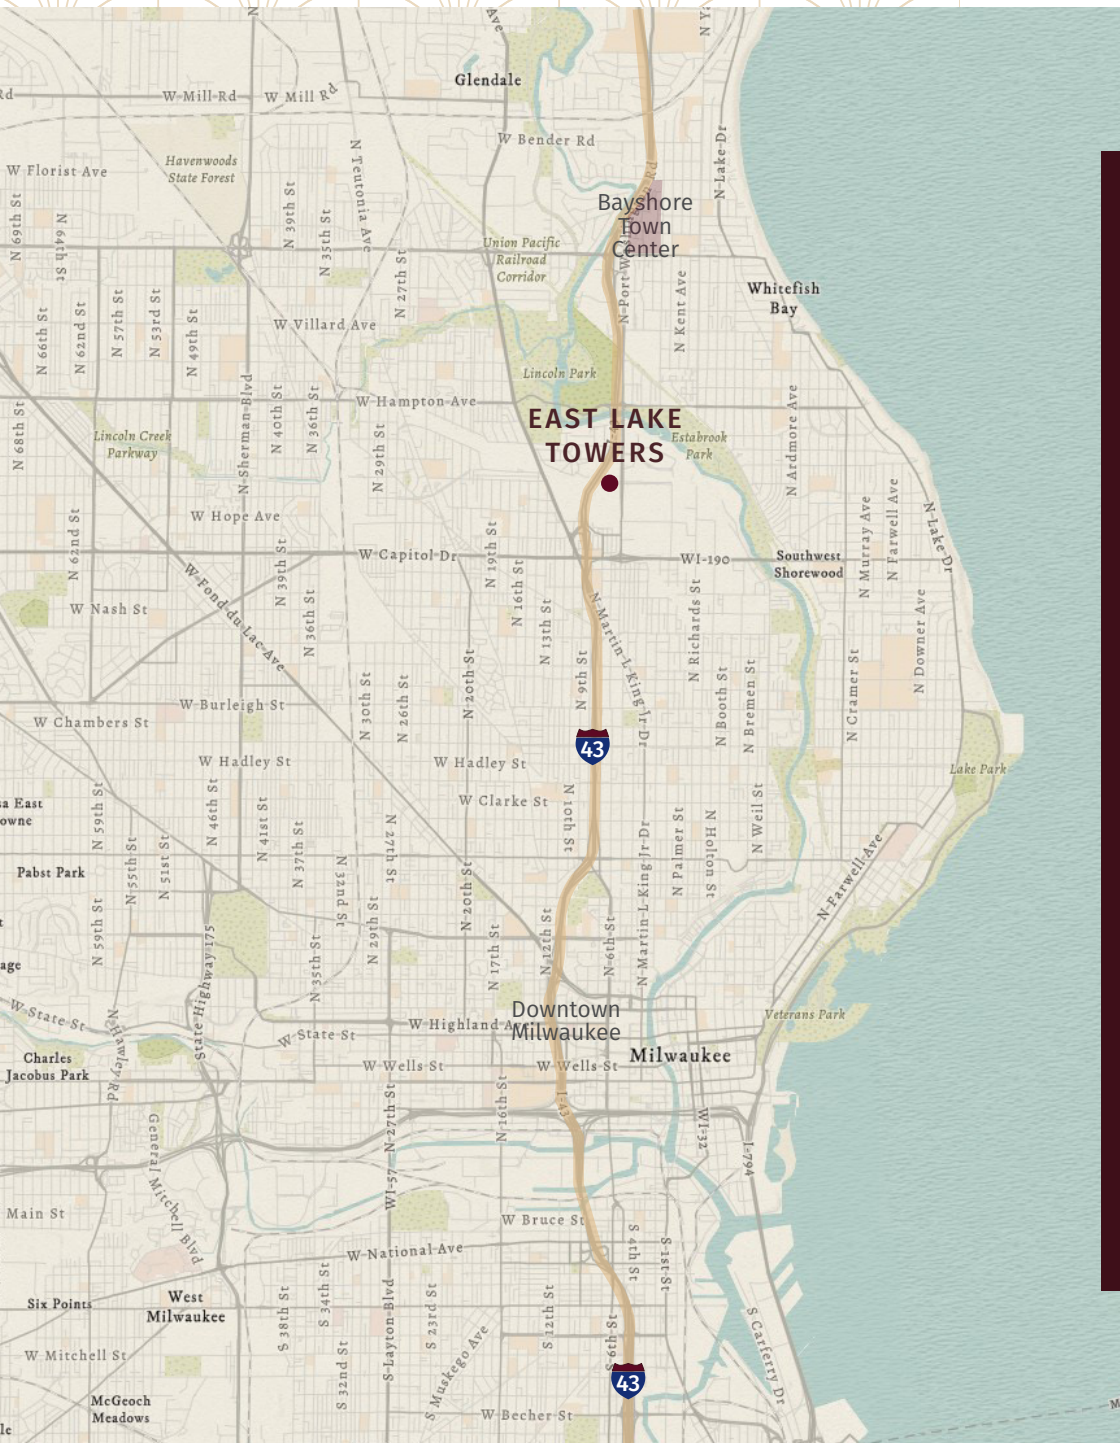 N
Ave
N Y
Glendale
Rd
W Mill Rd
W Mill Rd
W Bender Rd
N Lake Dr
W Florist Ave
Havenwoods
State Forest
N Teutonia Ave
Bayshore
Town
Center
N 69th St
N 64th St
N 39th St
N 35th St
N 27th St
Union Pacific
Railroad
Corridor
N Kent Ave
Whitefish
Bay
N 66th St
N 62nd St
N 57th St
N 53rd St
N 49th St
W Villard Ave
Lincoln Park
N Sherman Blvd
N 40th St
N 36th St
W Hampton Ave
N Ardmore Ave
EAST LAKE
TOWERS
N 68th St
Lincoln Creek
Parkway
N 29th St
Estabrook
Park
W Hope Ave
N 62nd St
N 39th St
W Capitol Dr
N 19th St
WI-190
Southwest
Shorewood
N Murray Ave
N Farwell Ave
N Lake Dr
W Fond du Lac Ave
N 16th St
W Nash St
N 36th St
N 13th St
N Martin L King Jr Dr
N Richards St
N Downer Ave
N 20th St
N 9th St
N Booth St
N Bremen St
N Cramer St
N 30th St
N 26th St
W Burleigh St
W Chambers St
43
W Hadley St
W Hadley St
Lake Park
W Clarke St
sa East
owne
N 59th St
N 46th St
N 41st St
N 37th St
N 27th St
N 10th St
N Martin L King Jr Dr
N Palmer St
N Holton St
N Weil St
Pabst Park
N 55th St
N 51st St
N 32nd St
N 20th St
N Farwell Ave
t
N 59th St
State Highway 175
N 35th St
N 29th St
N 17th St
N 12th St
N 6th St
age
W State St
N Hawley Rd
W State St
W Highland Ave
Downtown
Milwaukee
Veterans Park
Charles
Jacobus Park
W Wells St
W Wells St
Milwaukee
I-43
N 27th St
N 16th St
WI-32
I-794
General Mitchell Blvd
WI-57
Main St
W Bruce St
W National Ave
S 4th St
S 1st St
Six Points
West
Milwaukee
S 38th St
S 34th St
S Layton Blvd
S 23rd St
S 12th St
S 6th St
S Carferry Dr
W Mitchell St
S 32nd St
S Muskego Ave
43
McGeoch
Meadows
W Becher St
le
M